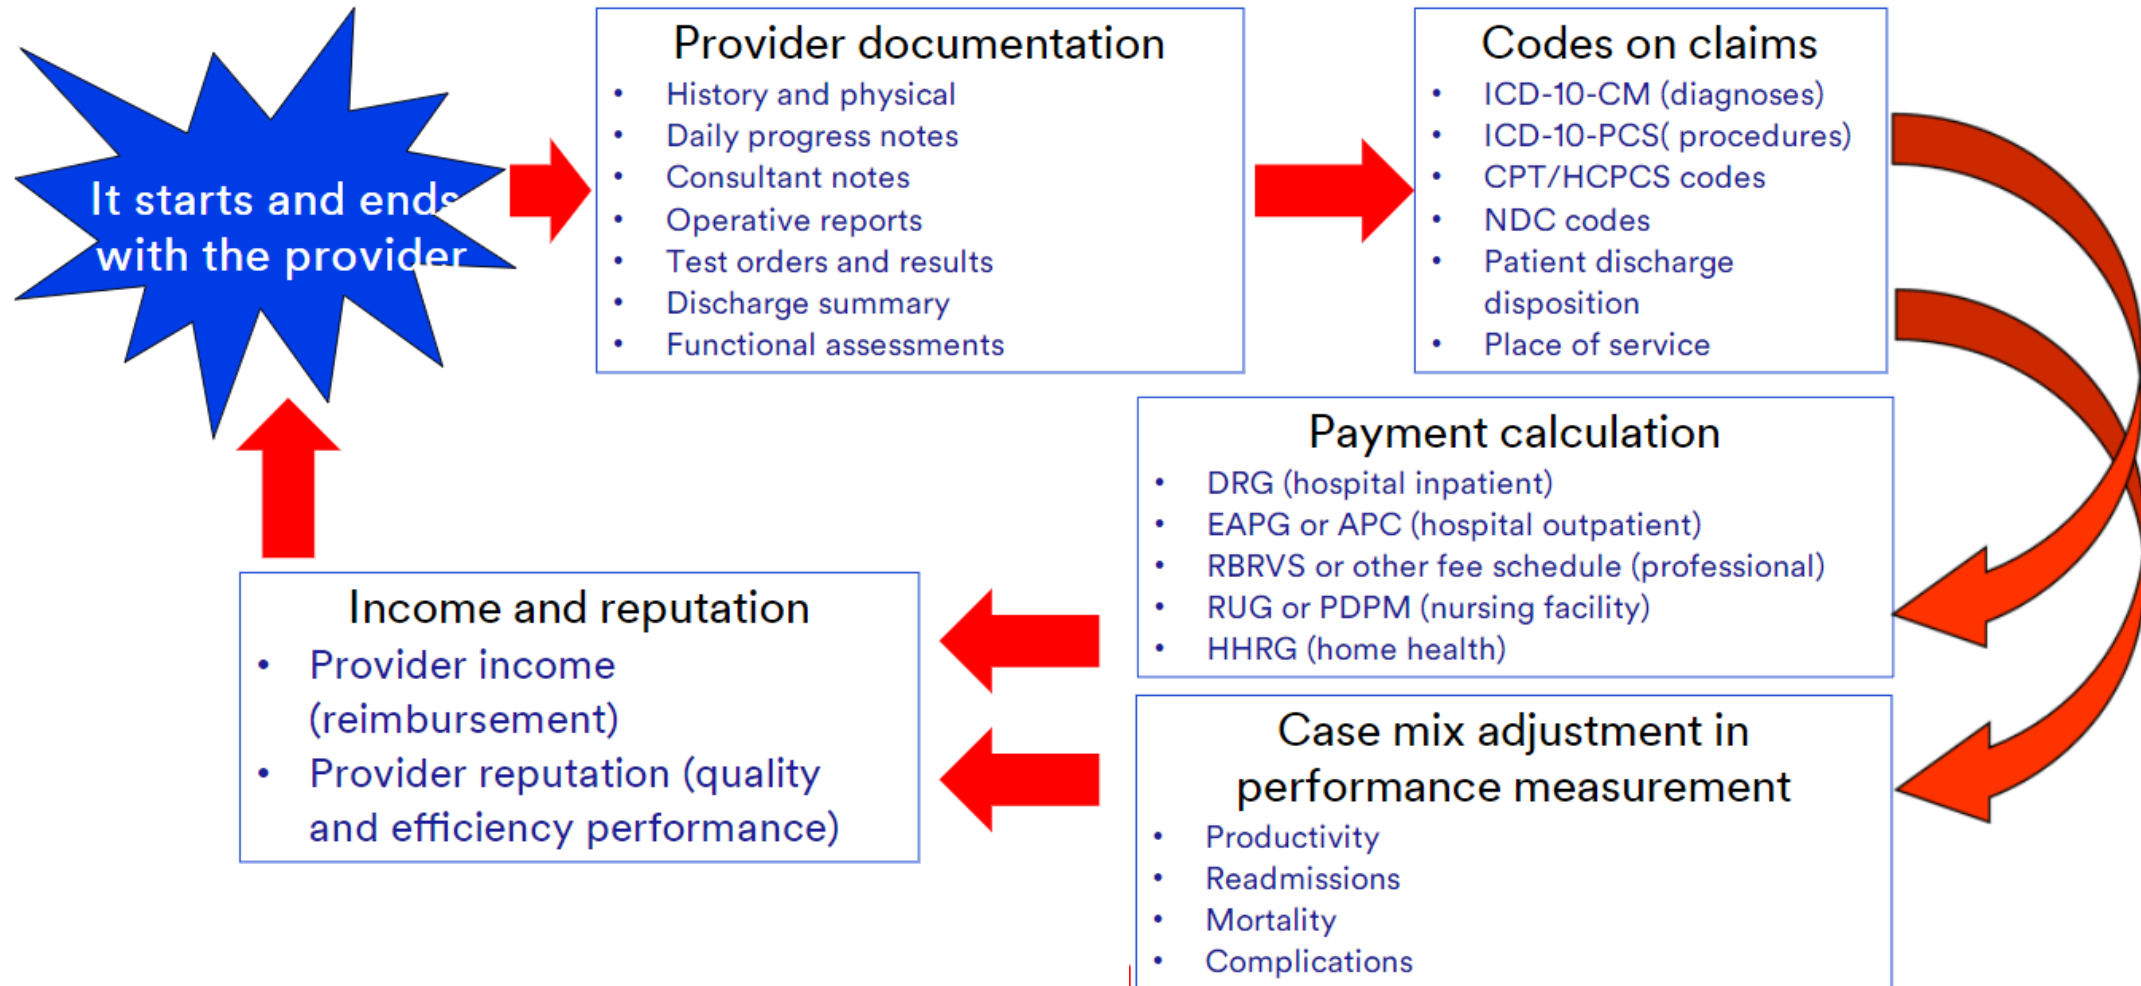 It starts and ends
with the provider
Provider documentation
• History and physical
• Daily progress notes
• Consultant notes
• Operative reports
• Test orders and results
• Discharge summary
• Functional assessments
Codes on claims
• ICD-10-CM (diagnoses)
• ICD-10-PCS( procedures)
• CPT/HCPCS codes
• NDC codes
• Patient discharge
disposition
• Place of service
Payment calculation
• DRG (hospital inpatient)
• EAPG or APC (hospital outpatient)
• RBRVS or other fee schedule (professional)
• RUG or PDPM (nursing facility)
• HHRG (home health)
Case mix adjustment in
performance measurement
• Productivity
• Readmissions
• Mortality
• Complications
Income and reputation
• Provider income
(reimbursement)
• Provider reputation (quality
and efficiency performance)